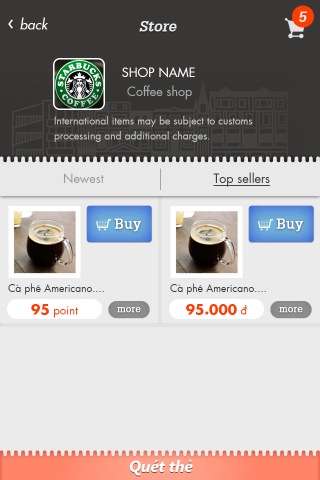 ‹ back
Store
5
STARBUCKS
COFFEE
SHOP NAME
Coffee shop
International items may be subject to customs
processing and additional charges.
Newest
Top sellers
Buy
Buy
Cà phê Americano....
Cà phê Americano....
95 point
more
95.000 đ
more
Quét thẻ